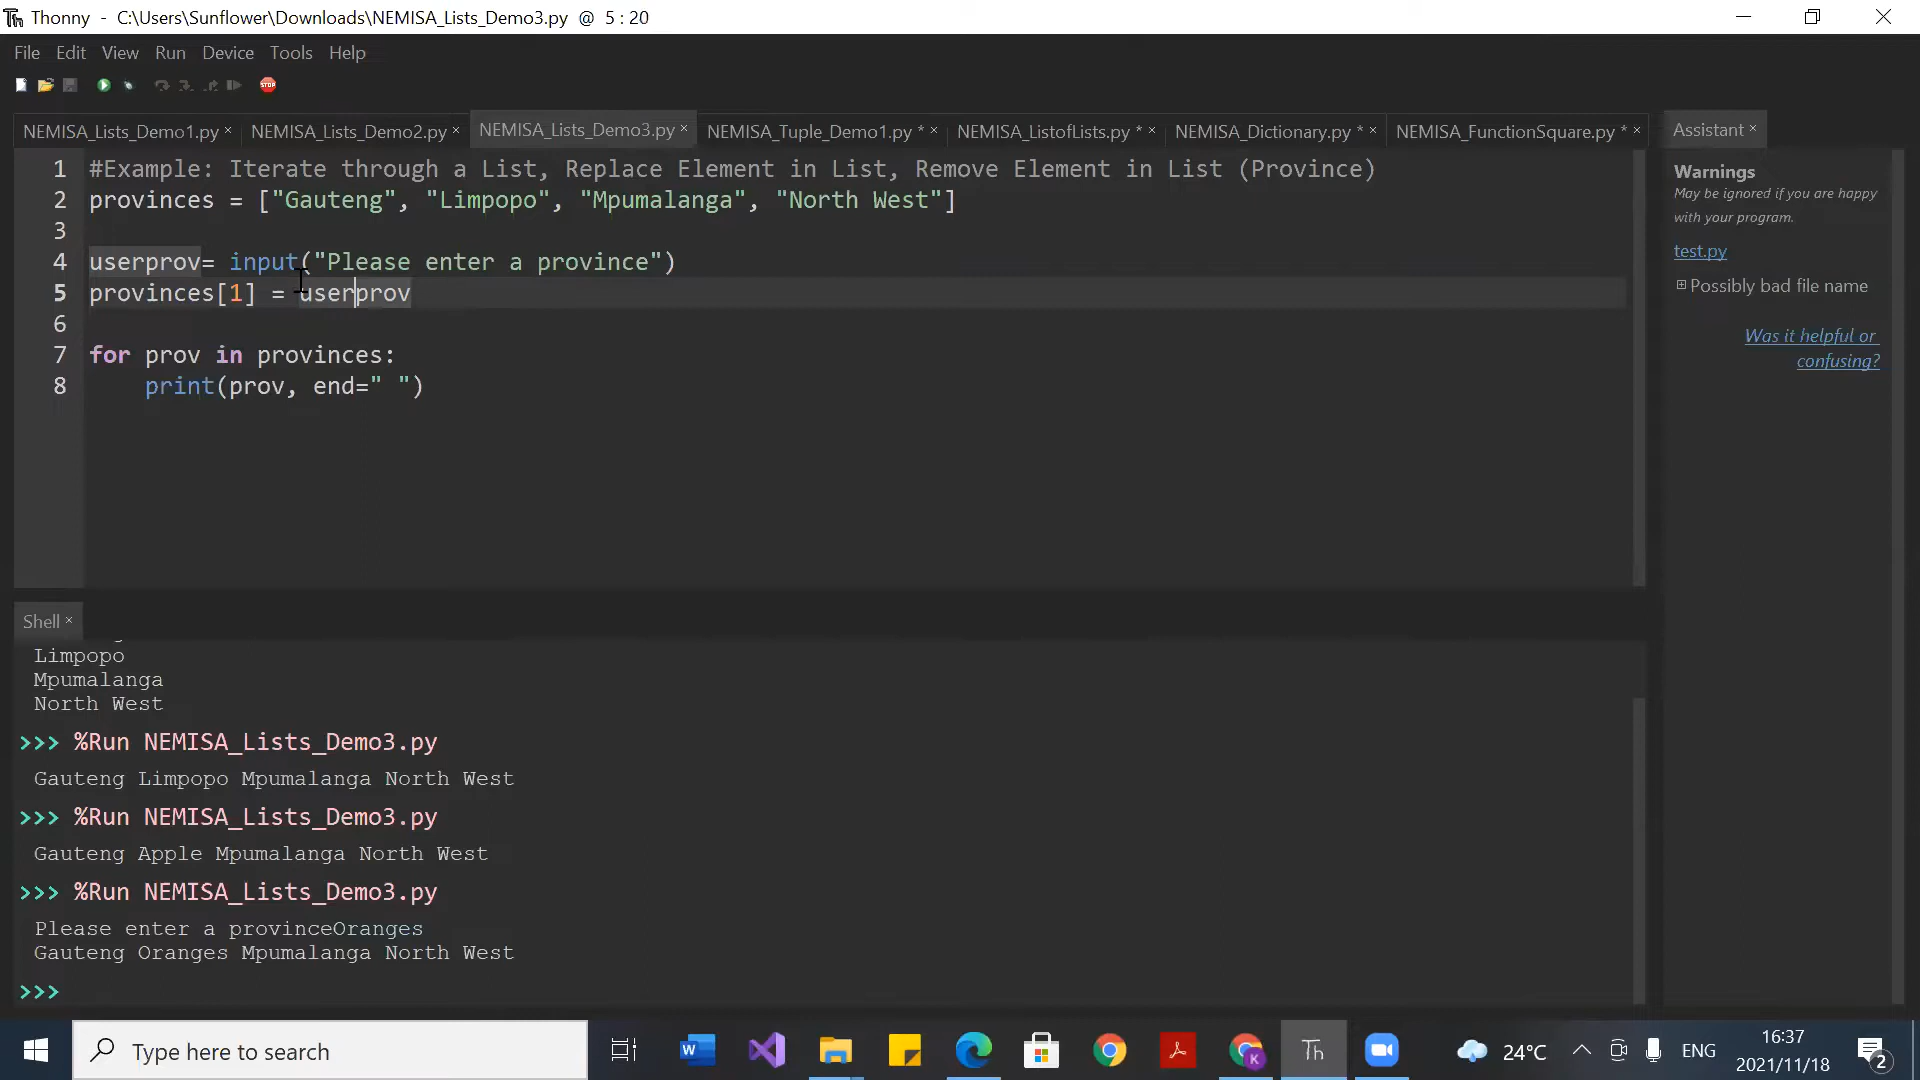 Thonny - C:\Users\Sunflower\Downloads\NEMISA_Lists_Demo3.py @ 5 : 20
File Edit View Run Device Tools Help
STOP
NEMISA_Lists_Demo1.py × NEMISA_Lists_Demo2.py × NEMISA_Lists_Demo3.py × NEMISA_Tuple_Demo1.py * × NEMISA_ListofLists.py * × NEMISA_Dictionary.py * × NEMISA_FunctionSquare.py * × Assistant ×
1 #Example: Iterate through a List, Replace Element in List, Remove Element in List (Province)
2 provinces = ["Gauteng", "Limpopo", "Mpumalanga", "North West"]
3
4 userprov= input("Please enter a province")
5 provinces[1] = userprov
6
7 for prov in provinces:
8     print(prov, end=" ")
Warnings
May be ignored if you are happy
with your program.
test.py
Possibly bad file name
Was it helpful or
confusing?
Shell ×
Limpopo
Mpumalanga
North West
>>> %Run NEMISA_Lists_Demo3.py
Gauteng Limpopo Mpumalanga North West
>>> %Run NEMISA_Lists_Demo3.py
Gauteng Apple Mpumalanga North West
>>> %Run NEMISA_Lists_Demo3.py
Please enter a provinceOranges
Gauteng Oranges Mpumalanga North West
>>>
Type here to search
W
K
Th
24°C
ENG
16:37
2021/11/18
2